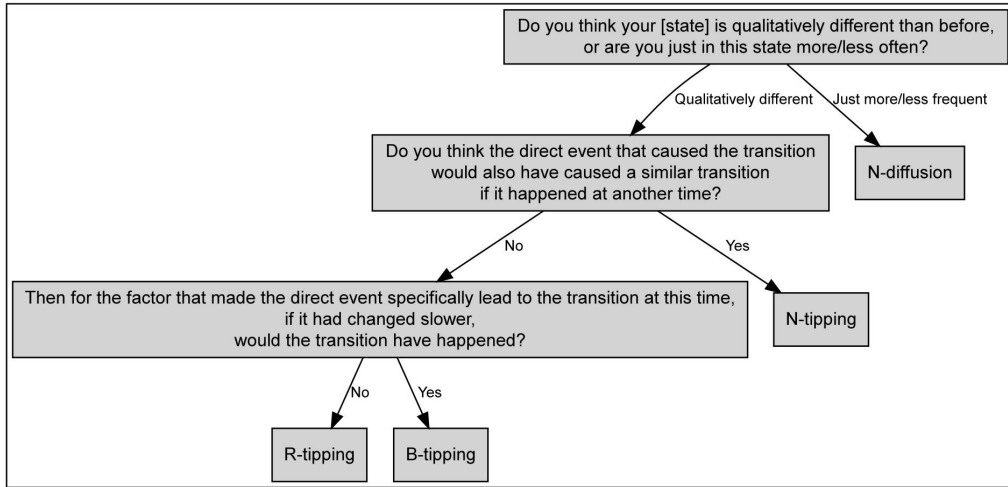 Do you think your [state] is qualitatively different than before,
or are you just in this state more/less often?
Qualitatively different
Just more/less frequent
Do you think the direct event that caused the transition
would also have caused a similar transition
if it happened at another time?
N-diffusion
No
Yes
Then for the factor that made the direct event specifically lead to the transition at this time,
if it had changed slower,
would the transition have happened?
N-tipping
No
Yes
R-tipping
B-tipping